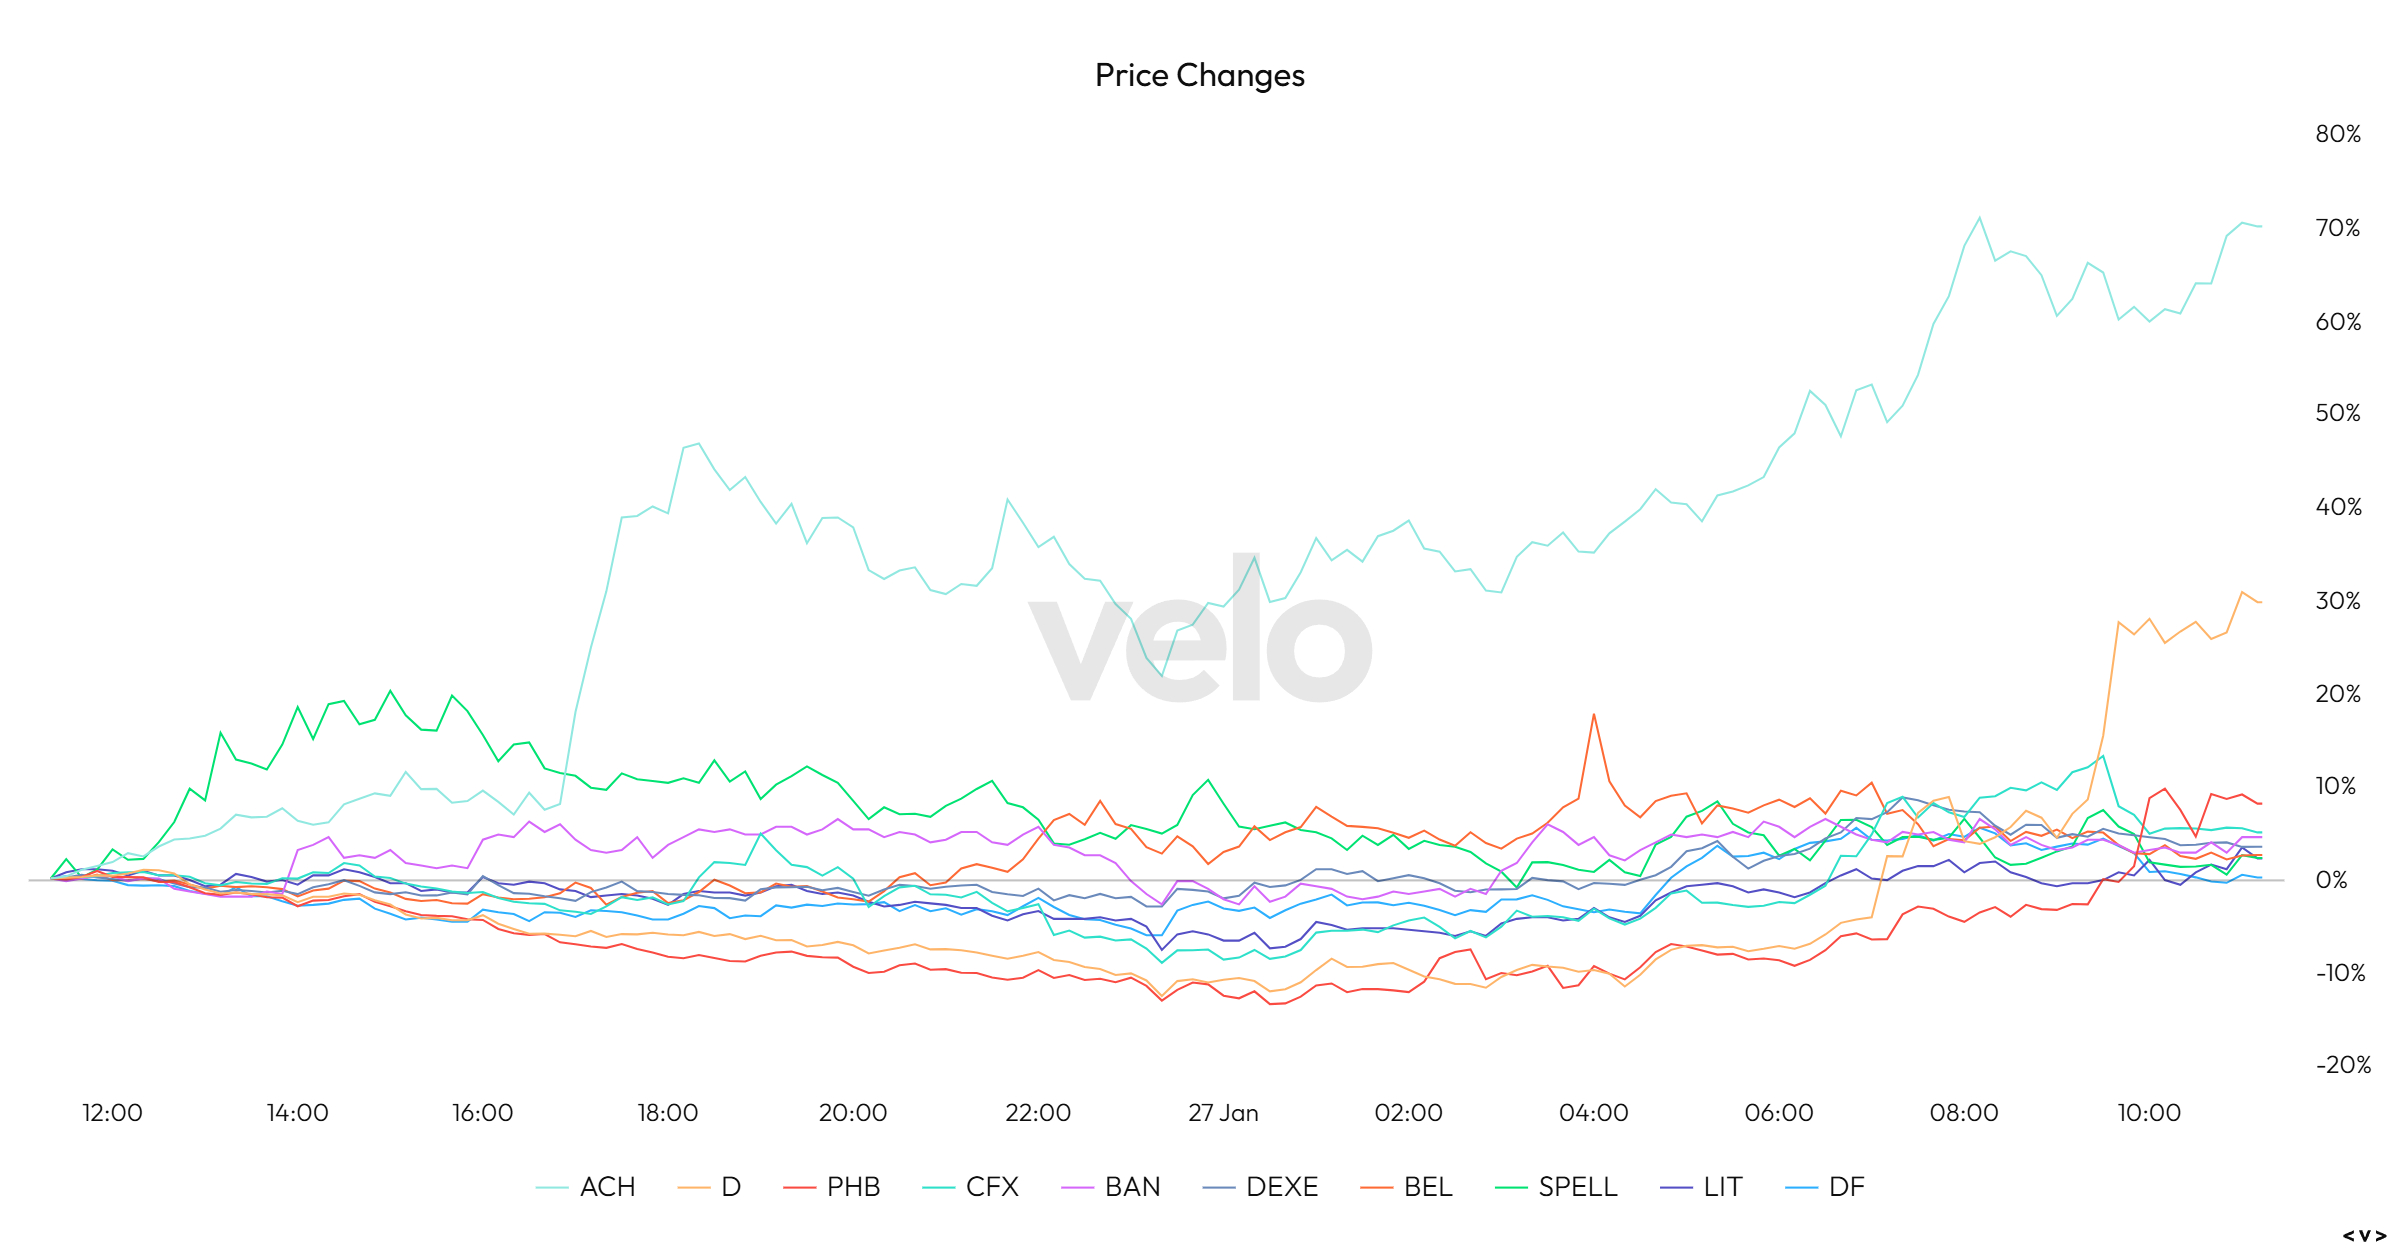 Price Changes
80%
70%
60%
50%
40%
30%
20%
10%
0%
-10%
-20%
velo
12:00 14:00 16:00 18:00 20:00 22:00 27 Jan 02:00 04:00 06:00 08:00 10:00
ACH D PHB CFX BAN DEXE BEL SPELL LIT DF
<v>